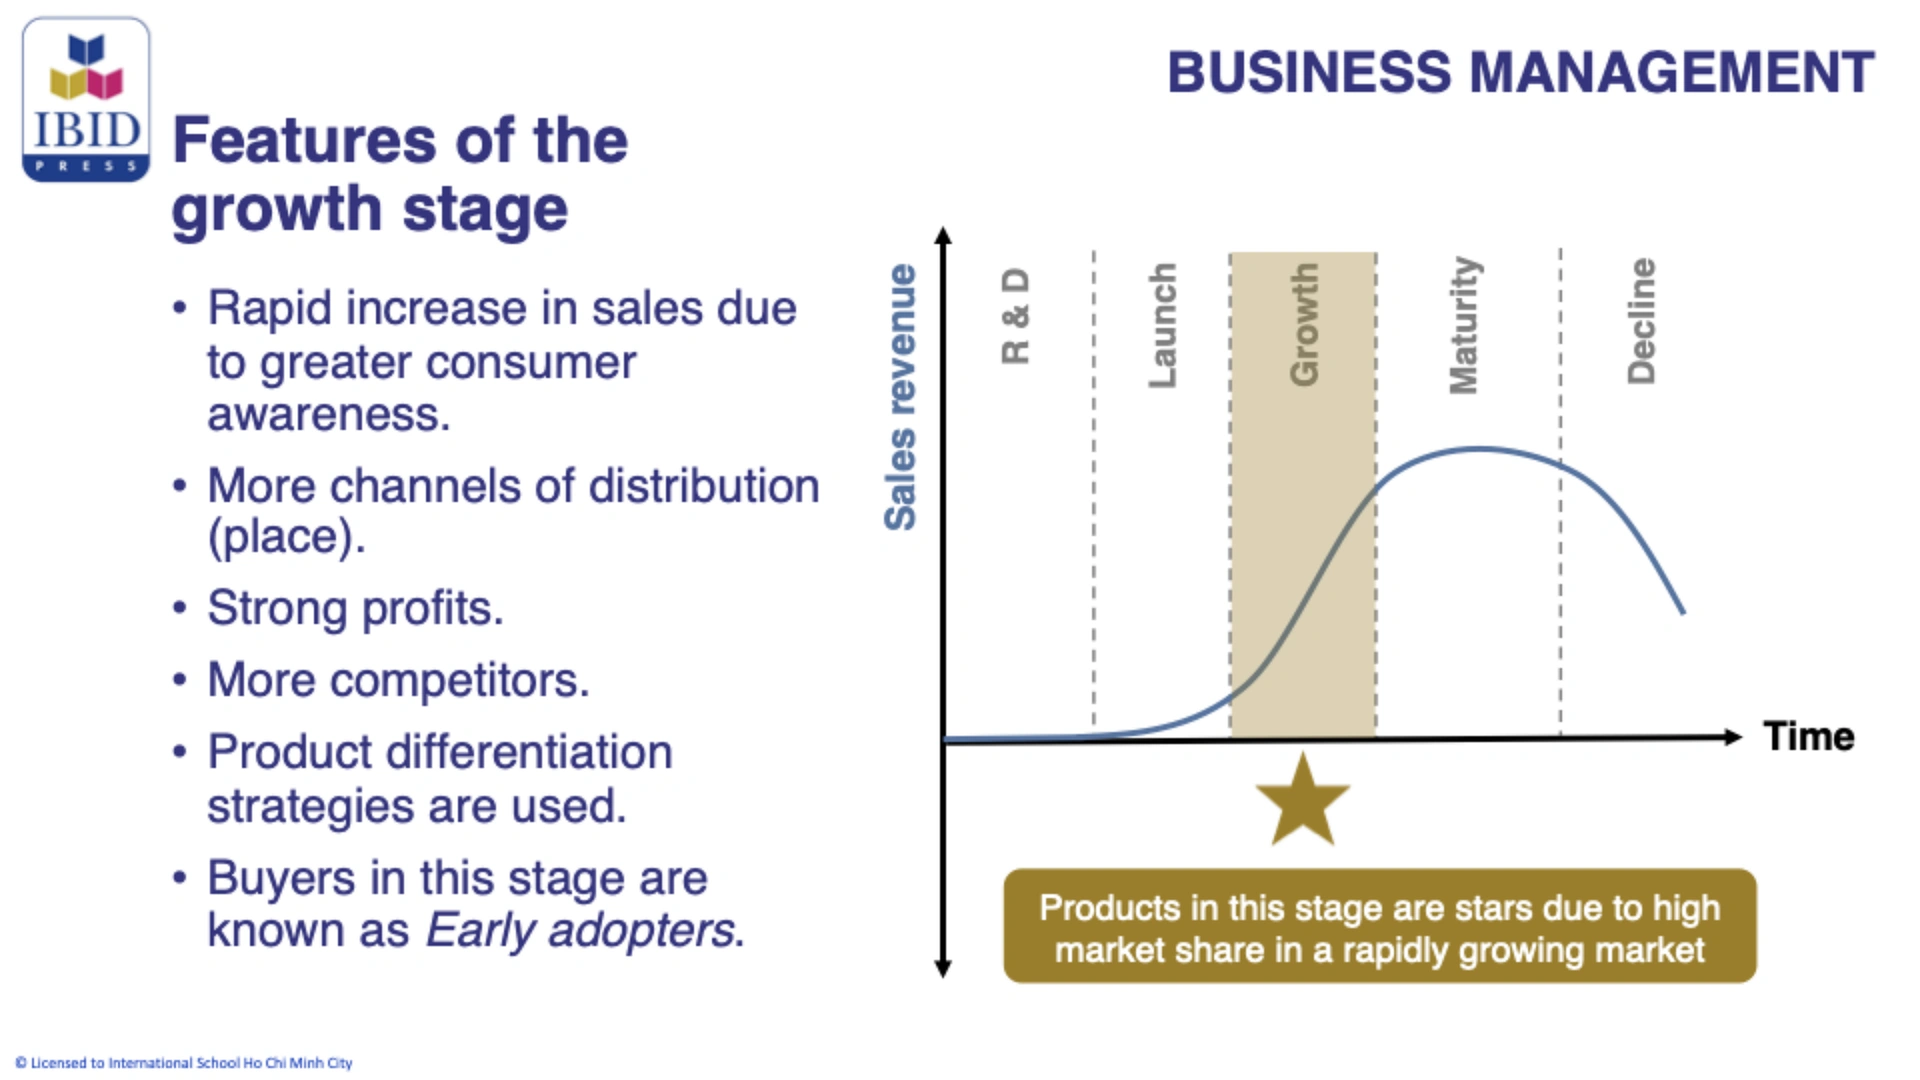 IBID
PRESS
BUSINESS MANAGEMENT
Features of the
growth stage
• Rapid increase in sales due
to greater consumer
awareness.
• More channels of distribution
(place).
• Strong profits.
• More competitors.
• Product differentiation
strategies are used.
• Buyers in this stage are
known as Early adopters.
Sales revenue
R & D
Launch
Growth
Maturity
Decline
Time
Products in this stage are stars due to high
market share in a rapidly growing market
© Licensed to International School Ho Chi Minh City